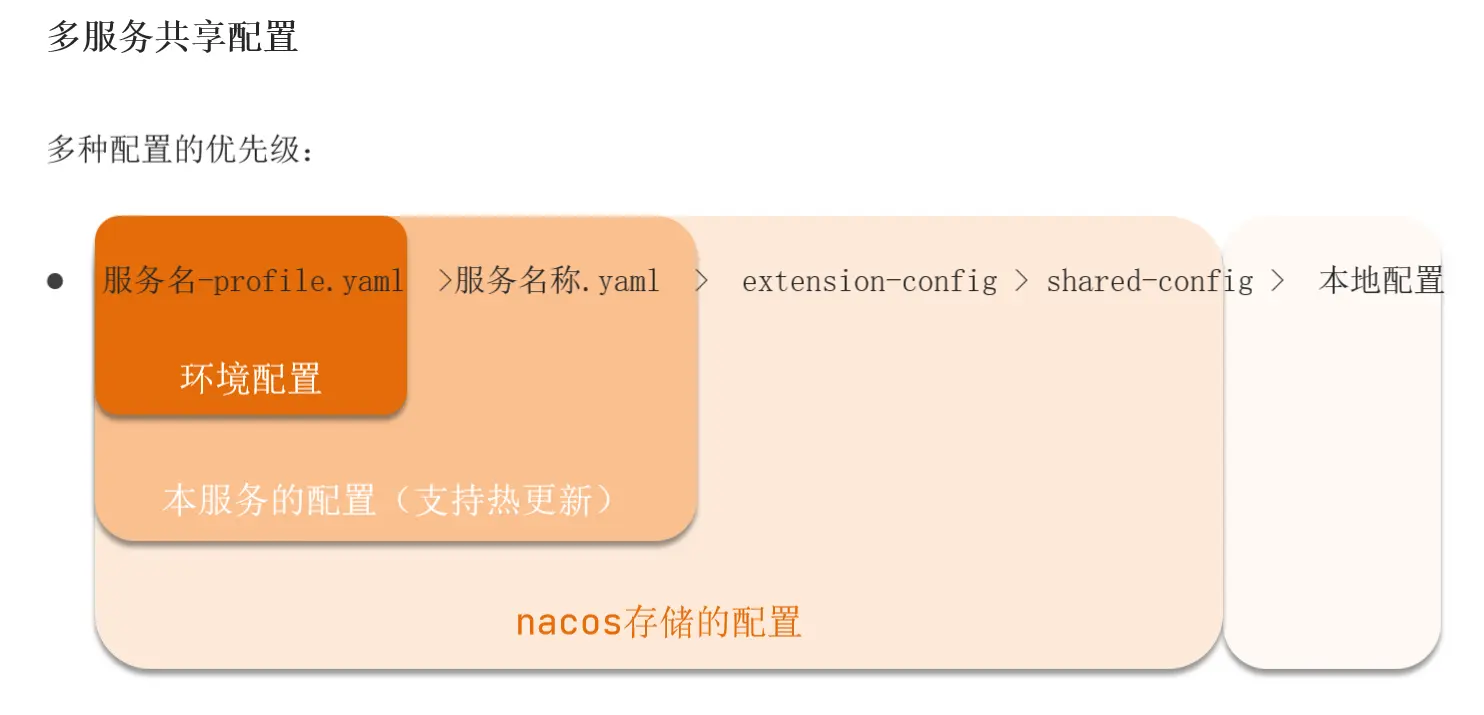 多服务共享配置
多种配置的优先级：
● 服务名-profile.yaml >服务名称.yaml > extension-config > shared-config > 本地配置
环境配置
本服务的配置（支持热更新）
nacos存储的配置